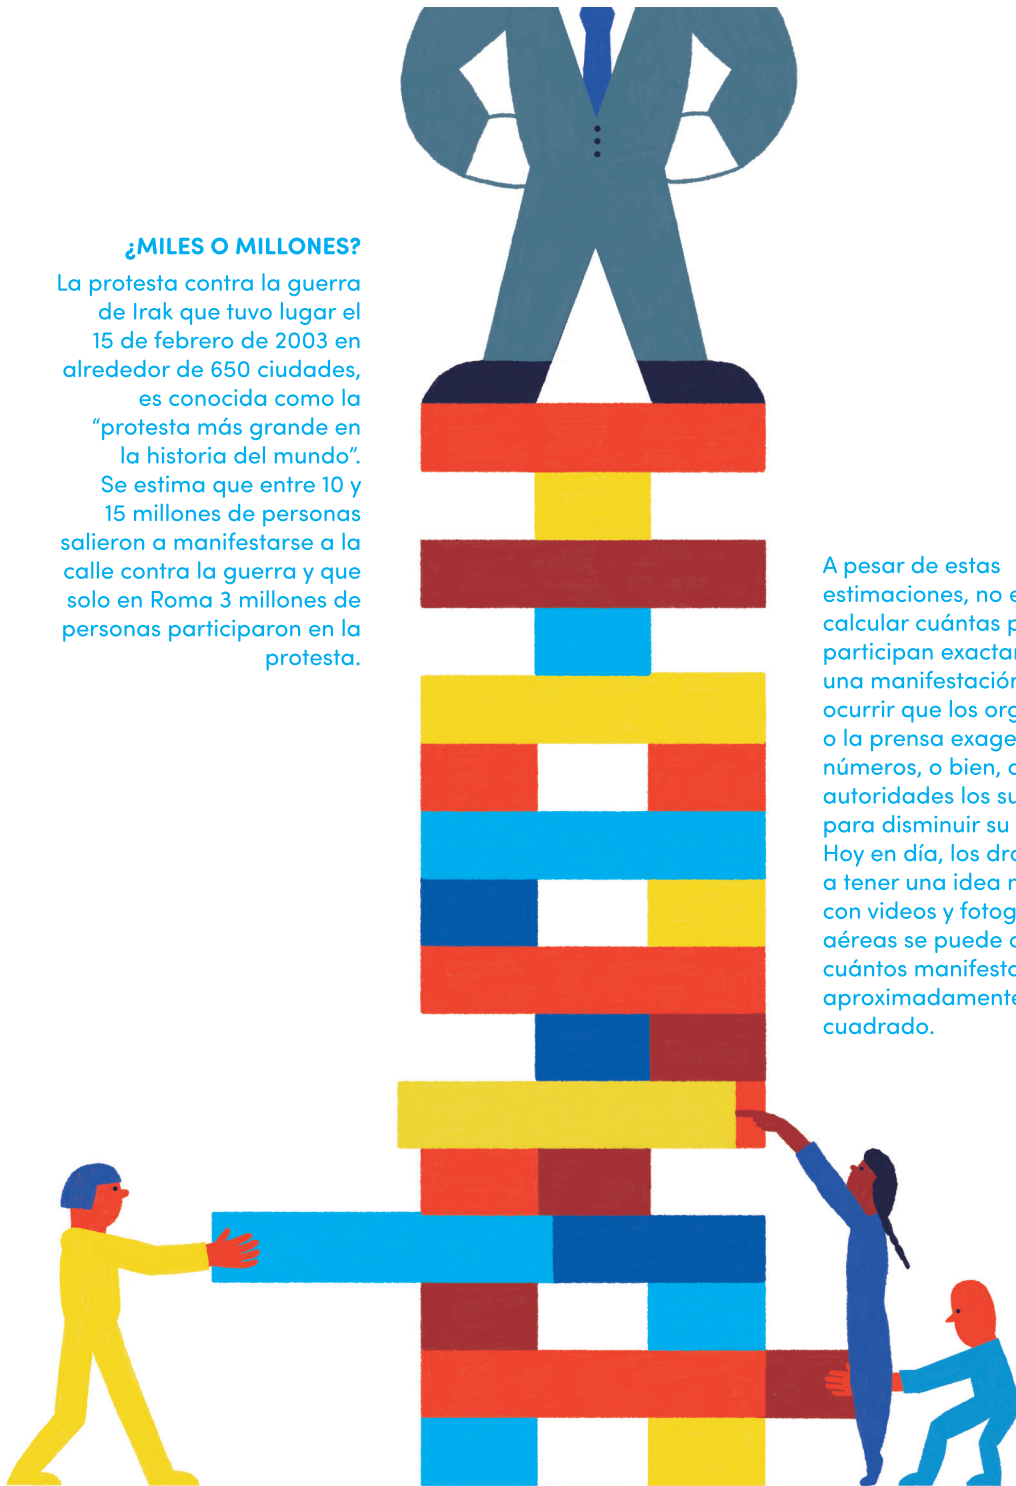 ¿MILES O MILLONES?
La protesta contra la guerra
de Irak que tuvo lugar el
15 de febrero de 2003 en
alrededor de 650 ciudades,
es conocida como la
“protesta más grande en
la historia del mundo”.
Se estima que entre 10 y
15 millones de personas
salieron a manifestarse a la
calle contra la guerra y que
solo en Roma 3 millones de
personas participaron en la
protesta.
A pesar de estas
estimaciones, no
calcular cuántas
participan
una manifestación
ocurrir que los
o la prensa
números, o bien,
autoridades los
para disminuir su
Hoy en día, los
a tener una idea
con videos y
aéreas se puede
cuántos
aproximadamente
cuadrado.